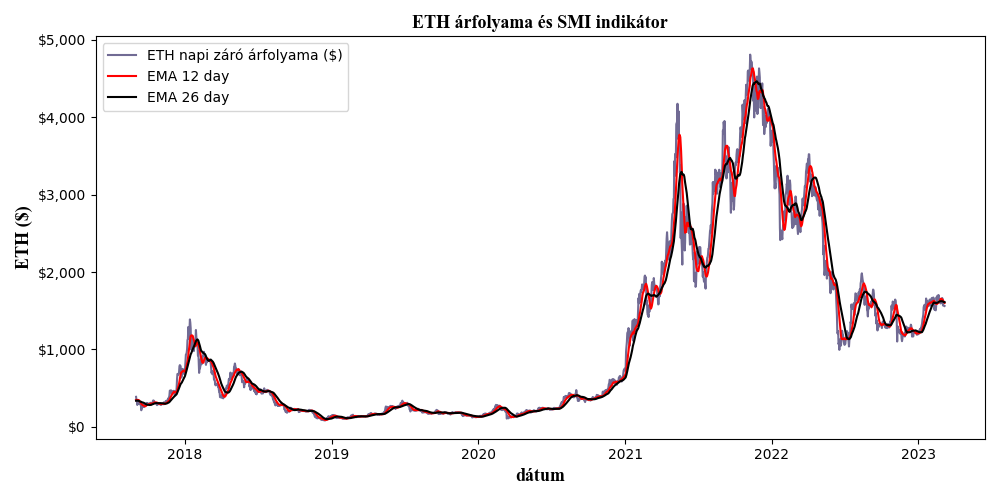 ETH árfolyama és SMI indikátor
ETH napi záró árfolyama ($)
EMA 12 day
EMA 26 day
ETH ($)
$5,000
$4,000
$3,000
$2,000
$1,000
$0
2018
2019
2020
2021
2022
2023
dátum